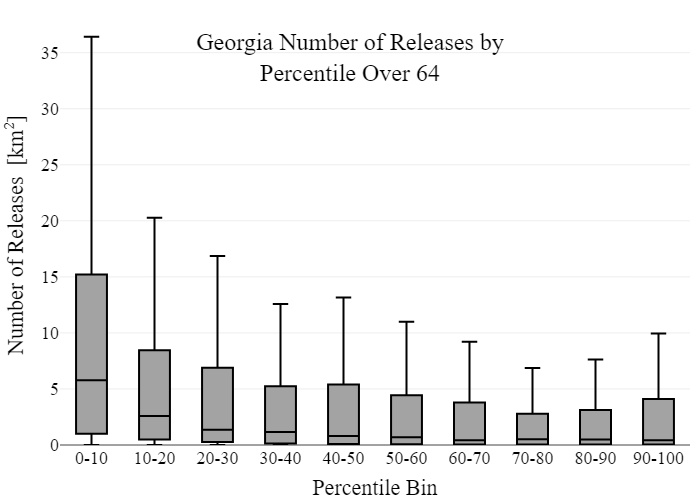 Georgia Number of Releases by
Percentile Over 64
Number of Releases [km²]
35
30
25
20
15
10
5
0
0-10 10-20 20-30 30-40 40-50 50-60 60-70 70-80 80-90 90-100
Percentile Bin